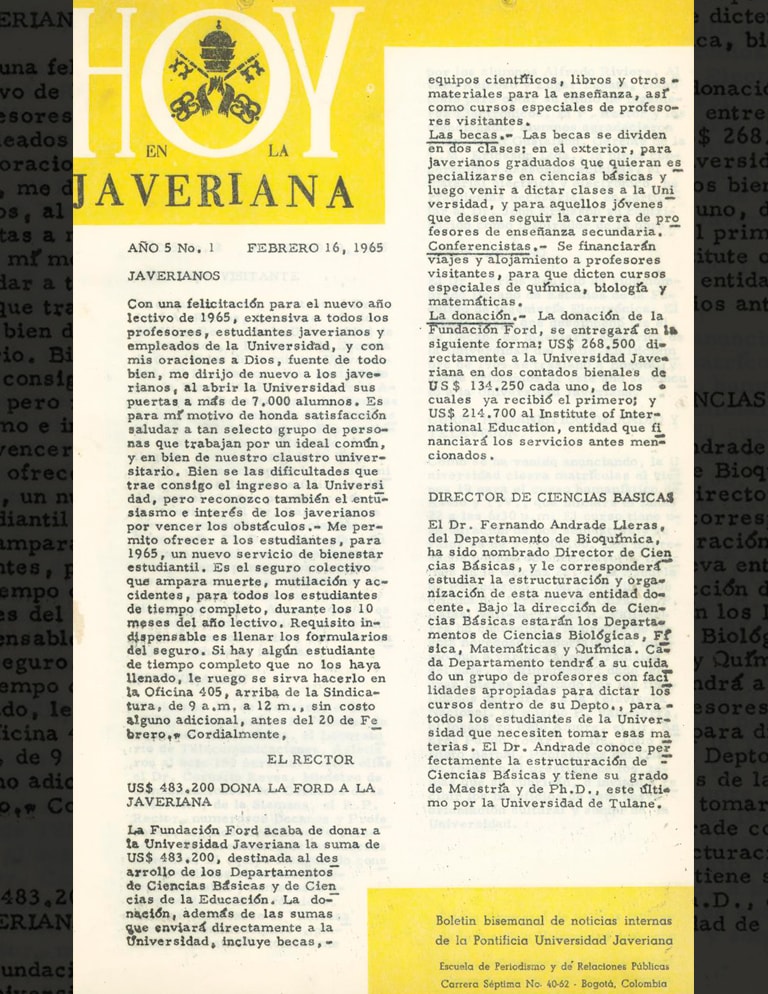 HOY
EN LA
JAVERIANA
AÑO 5 No. 1 FEBRERO 16, 1965
JAVERIANOS
Con una felicitación para el nuevo año
lectivo de 1965, extensiva a todos los
profesores, estudiantes javerianos y
empleados de la Universidad, y con
mis oraciones a Dios, fuente de todo
bien, me dirijo de nuevo a los jave-
rianos, al abrir la Universidad sus
puertas a más de 7.000 alumnos. Es
para mí motivo de honda satisfacción
saludar a tan selecto grupo de perso-
nas que trabajan por un ideal común,
y en bien de nuestro claustro univer-
sitario. Bien se las dificultades que
trae consigo el ingreso a la Universi
dad, pero reconozco también el entu-
siasmo e interés de los javerianos
por vencer los obstáculos.- Me per-
mito ofrecer a los estudiantes, para
1965, un nuevo servicio de bienestar
estudiantil. Es el seguro colectivo
que ampara muerte, mutilación y ac-
cidentes, para todos los estudiantes
de tiempo completo, durante los 10
meses del año lectivo. Requisito in-
dispensable es llenar los formularios
del seguro. Si hay algún estudiante
de tiempo completo que no los haya
llenado, le ruego se sirva hacerlo en
la Oficina 405, arriba de la Sindica-
tura, de 9 a.m. a 12 m., sin costo
alguno adicional, antes del 20 de Fe
brero.- Cordialmente,
EL RECTOR
US$ 483.200 DONA LA FORD A LA
JAVERIANA
La Fundación Ford acaba de donar a
la Universidad Javeriana la suma de
US$ 483.200, destinada al des
arrollo de los Departamentos
de Ciencias Básicas y de Cien
cias de la Educación. La do-
nación, además de las sumas
que enviará directamente a la
Universidad, incluye becas,-
equipos científicos, libros y otros -
materiales para la enseñanza, así
como cursos especiales de profeso-
res visitantes.
Las becas.- Las becas se dividen
en dos clases: en el exterior, para
javerianos graduados que quieran es
pecializarse en ciencias básicas y
luego venir a dictar clases a la Uni
versidad, y para aquellos jóvenes
que deseen seguir la carrera de pro
fesores de enseñanza secundaria.
Conferencistas.- Se financiarán
viajes y alojamiento a profesores
visitantes, para que dicten cursos
especiales de química, biología y
matemáticas.
La donación.- La donación de la
Fundación Ford, se entregará en la
siguiente forma: US$ 268.500 di-
rectamente a la Universidad Jave-
riana en dos contados bienales de
US $ 134.250 cada uno, de los
cuales ya recibió el primero; y
US$ 214.700 al Institute of Inter-
national Education, entidad que fi
nanciará los servicios antes men-
cionados.
DIRECTOR DE CIENCIAS BASICAS
El Dr. Fernando Andrade Lleras,
del Departamento de Bioquímica,
ha sido nombrado Director de Cien
cias Básicas, y le corresponderá
estudiar la estructuración y orga-
nización de esta nueva entidad do-
cente. Bajo la dirección de Cien-
cias Básicas estarán los Departa-
mentos de Ciencias Biológicas, Fí
sica, Matemáticas y Química. Ca-
da Departamento tendrá a su cuida
do un grupo de profesores con faci
lidades apropiadas para dictar los
cursos dentro de su Depto., para -
todos los estudiantes de la Univer-
sidad que necesiten tomar esas ma
terias. El Dr. Andrade conoce per
fectamente la estructuración de -
Ciencias Básicas y tiene su grado
de Maestría y de Ph.D., este últi-
mo por la Universidad de Tulane.
Boletin bisemanal de noticias internas
de la Pontificia Universidad Javeriana
Escuela de Periodismo y de Relaciones Públicas
Carrera Séptima No. 40-62 - Bogotá, Colombia